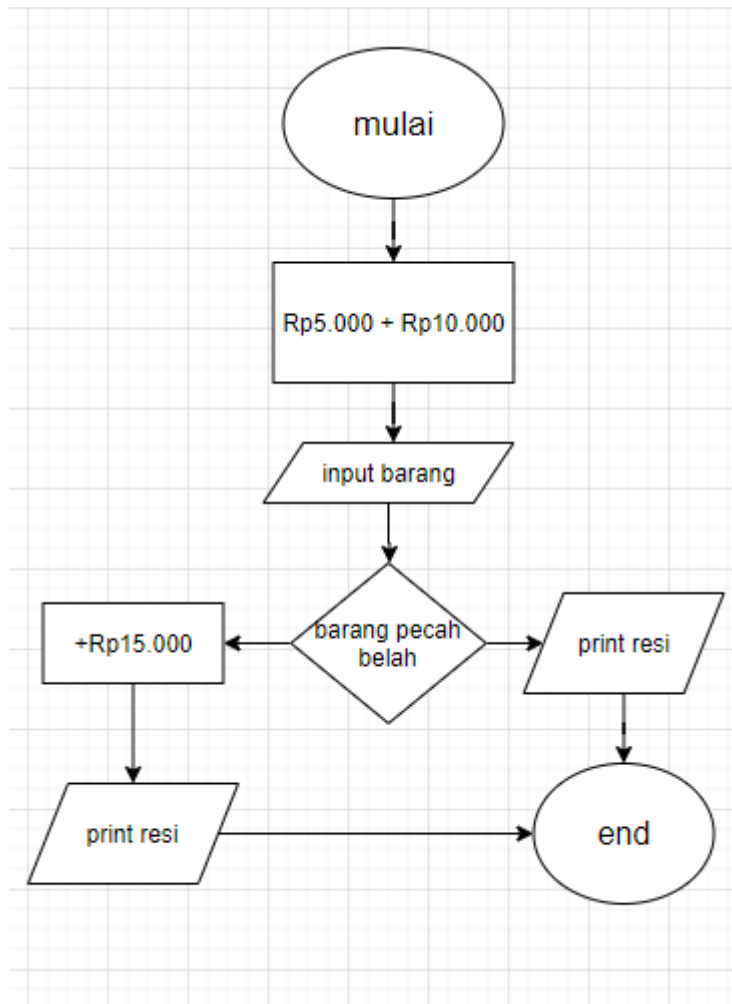 mulai
Rp5.000 + Rp10.000
input barang
barang pecah
belah
+Rp15.000
print resi
print resi
end